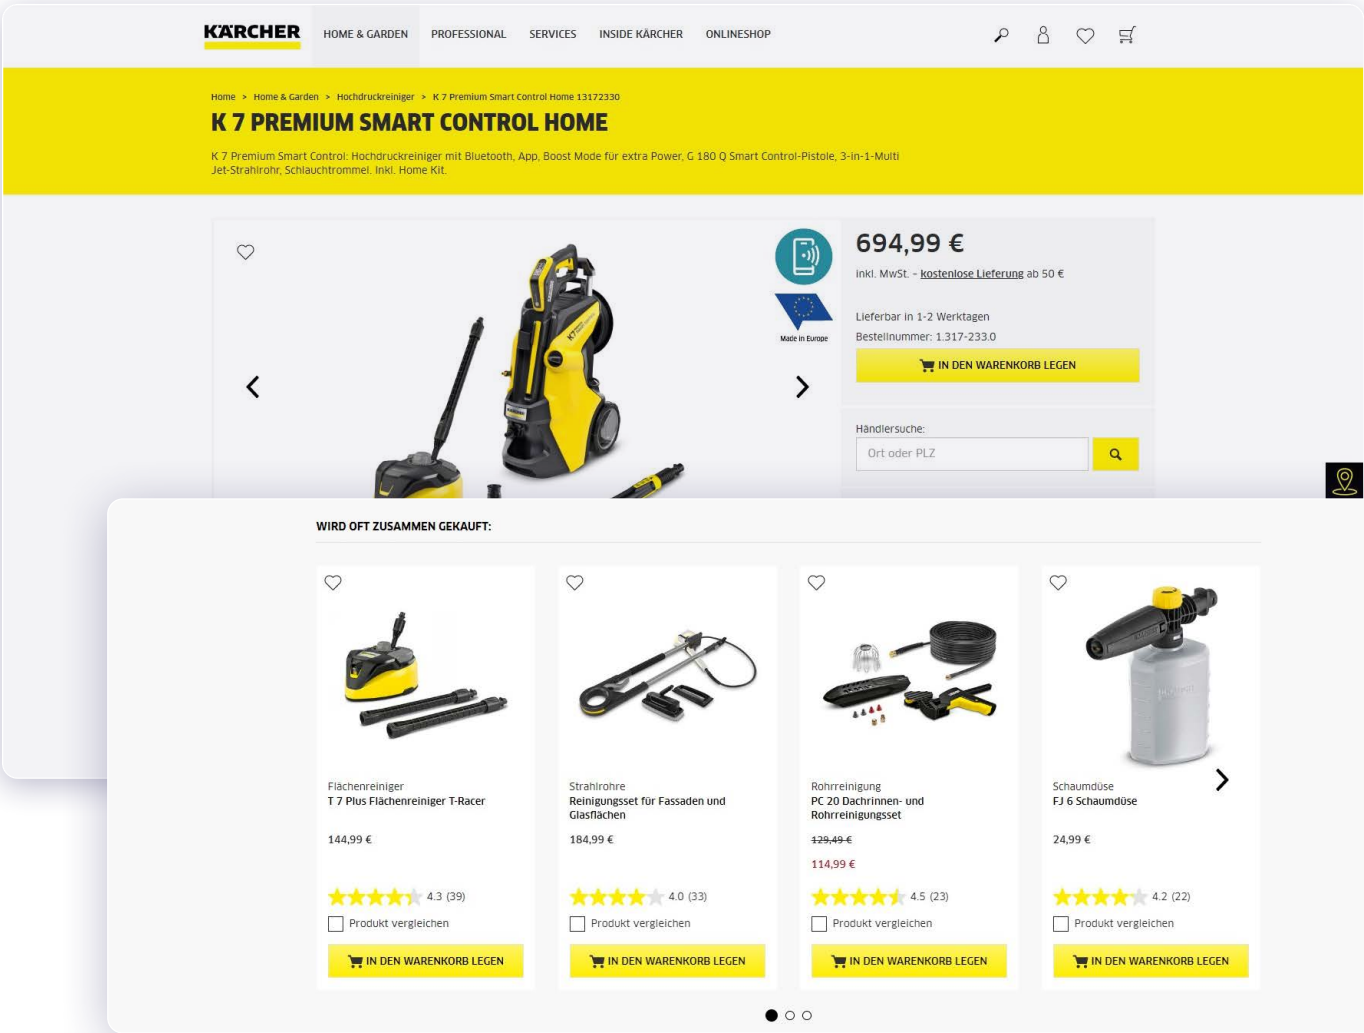 KÄRCHER
HOME & GARDEN
PROFESSIONAL
SERVICES
INSIDE KÄRCHER
ONLINESHOP
Home > Home & Garden > Hochdruckreiniger > K 7 Premium Smart Control Home 13172330
K 7 PREMIUM SMART CONTROL HOME
K 7 Premium Smart Control: Hochdruckreiniger mit Bluetooth, App, Boost Mode für extra Power, G 180 Q Smart Control-Pistole, 3-in-1-Multi
Jet-Strahlrohr, Schlauchtrommel. Inkl. Home Kit.
Made in Europe
694,99 €
inkl. MwSt. - kostenlose Lieferung ab 50 €
Lieferbar in 1-2 Werktagen
Bestellnummer: 1.317-233.0
IN DEN WARENKORB LEGEN
Händlersuche:
Ort oder PLZ
WIRD OFT ZUSAMMEN GEKAUFT:
Flächenreiniger
T 7 Plus Flächenreiniger T-Racer
144,99 €
4.3 (39)
Produkt vergleichen
IN DEN WARENKORB LEGEN
Strahlrohre
Reinigungsset für Fassaden und
Glasflächen
184,99 €
4.0 (33)
Produkt vergleichen
IN DEN WARENKORB LEGEN
Rohrreinigung
PC 20 Dachrinnen- und
Rohrreinigungsset
129,49 €
114,99 €
4.5 (23)
Produkt vergleichen
IN DEN WARENKORB LEGEN
Schaumdüse
FJ 6 Schaumdüse
24,99 €
4.2 (22)
Produkt vergleichen
IN DEN WARENKORB LEGEN